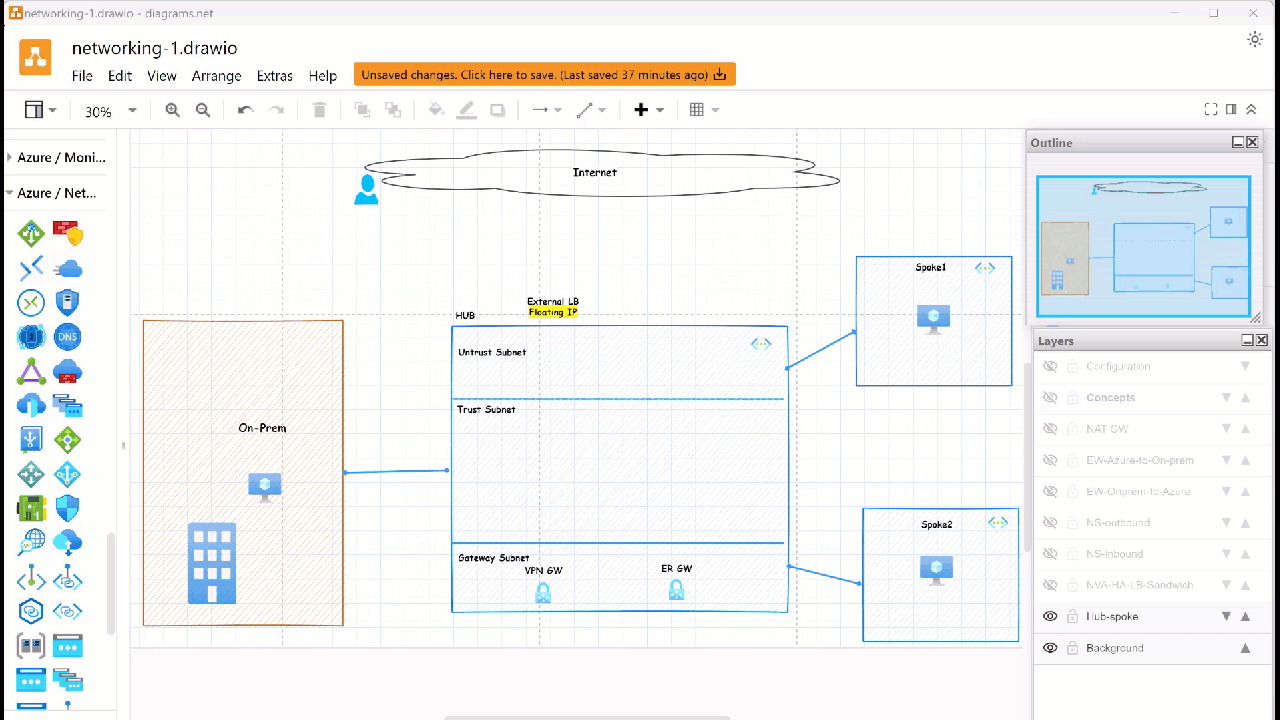 networking-1.drawio - diagrams.net
networking-1.drawio
File Edit View Arrange Extras Help
Unsaved changes. Click here to save. (Last saved 37 minutes ago)
30%
Azure / Moni...
Azure / Net...
DNS
Internet
External LB
Floating IP
HUB
Untrust Subnet
Trust Subnet
Gateway Subnet
VPN GW
ER GW
On-Prem
Spoke1
Spoke2
Outline
Layers
Configuration
Concepts
NAT GW
EW-Azure-to-On-prem
EW-Onprem-to-Azure
NS-outbound
NS-inbound
NVA-HA-LB-Sandwich
Hub-spoke
Background